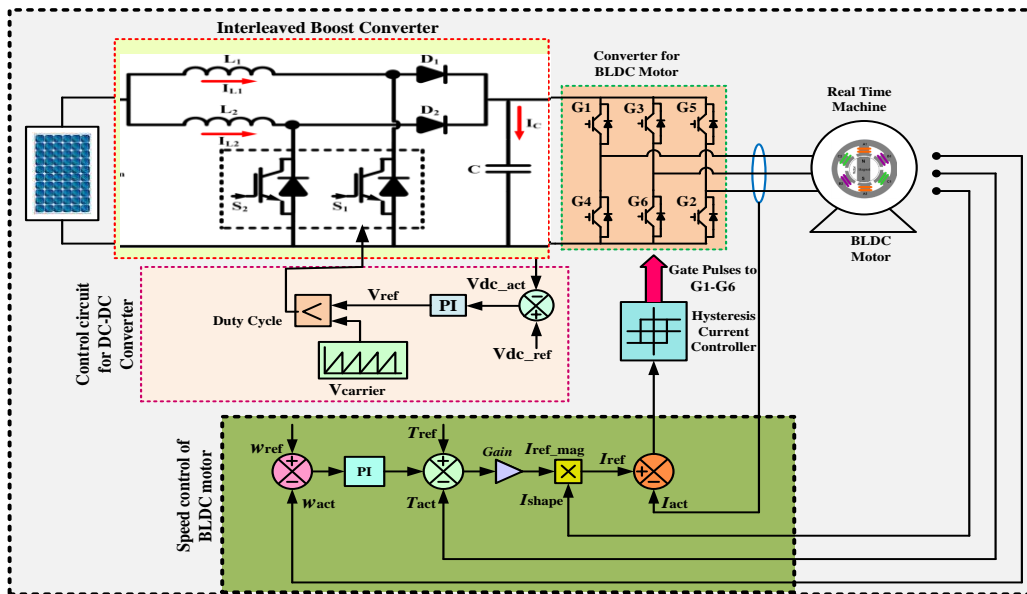 Interleaved Boost Converter
L1
IL1
D1
L2
IL2
D2
IC
C
S2
S1
Converter for
BLDC Motor
G1
G3
G5
G4
G6
G2
Real Time
Machine
BLDC
Motor
Gate Pulses to
G1-G6
Hysteresis
Current
Controller
Control circuit
for DC-DC
Converter
Vdc_act
Vref
PI
Duty Cycle
<
Vdc_ref
Vcarrier
Speed control of
BLDC motor
wref
PI
wact
Tref
Tact
Gain
Iref_mag
X
Ishape
Iref
Iact